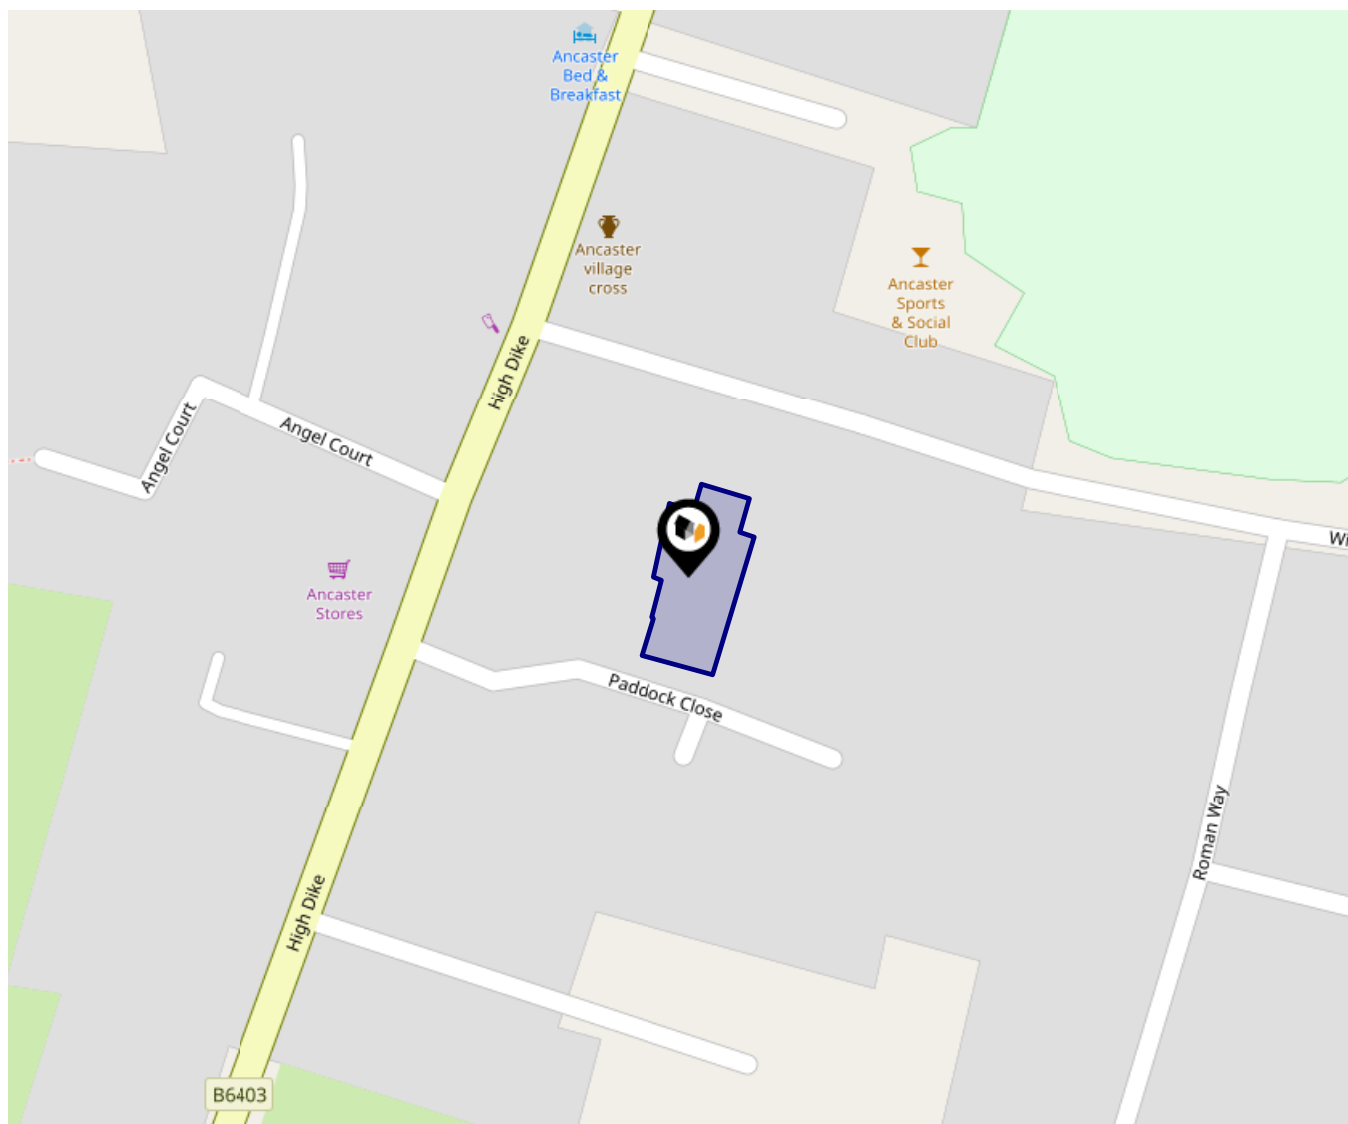 Ancaster
Bed &
Breakfast
Ancaster
village
cross
Ancaster
Sports
& Social
Club
High Dike
Angel Court
Angel Court
Wi
Ancaster
Stores
Paddock Close
Roman Way
High Dike
B6403